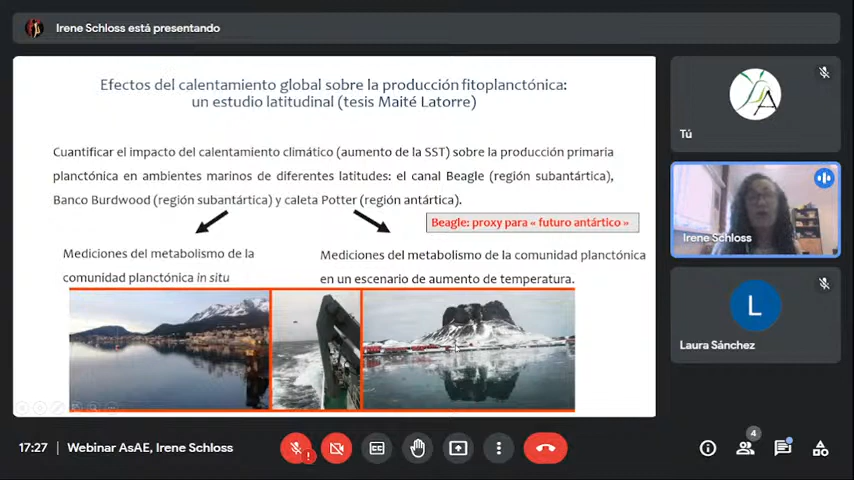 Irene Schloss está presentando
Efectos del calentamiento global sobre la producción fitoplanctónica:
un estudio latitudinal (tesis Maité Latorre)
Cuantificar el impacto del calentamiento climático (aumento de la SST) sobre la producción primaria
planctónica en ambientes marinos de diferentes latitudes: el canal Beagle (región subantártica),
Banco Burdwood (región subantártica) y caleta Potter (región antártica).
Beagle: proxy para « futuro antártico »
Mediciones del metabolismo de la
comunidad planctónica in situ
Mediciones del metabolismo de la comunidad planctónica
en un escenario de aumento de temperatura.
A
Tú
Irene Schloss
L
Laura Sánchez
17:27
Webinar AsAE, Irene Schloss
4